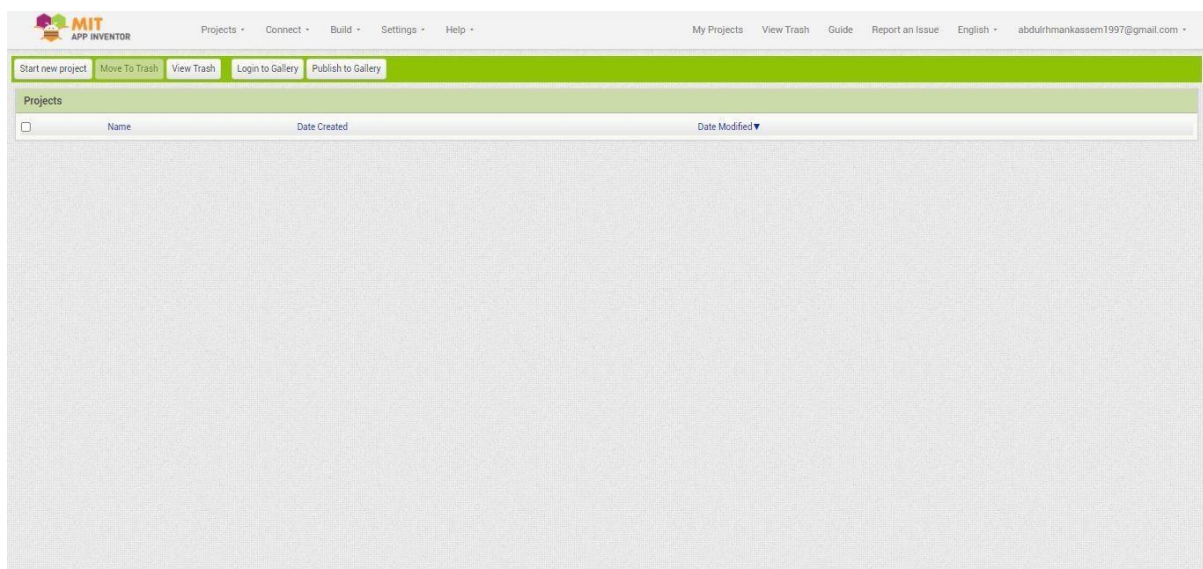 MIT
APP INVENTOR
Projects Connect Build Settings Help My Projects View Trash Guide Report an Issue English abdulrhmankassem1997@gmail.com
Start new project Move To Trash View Trash Login to Gallery Publish to Gallery
Projects
Name Date Created Date Modified▼